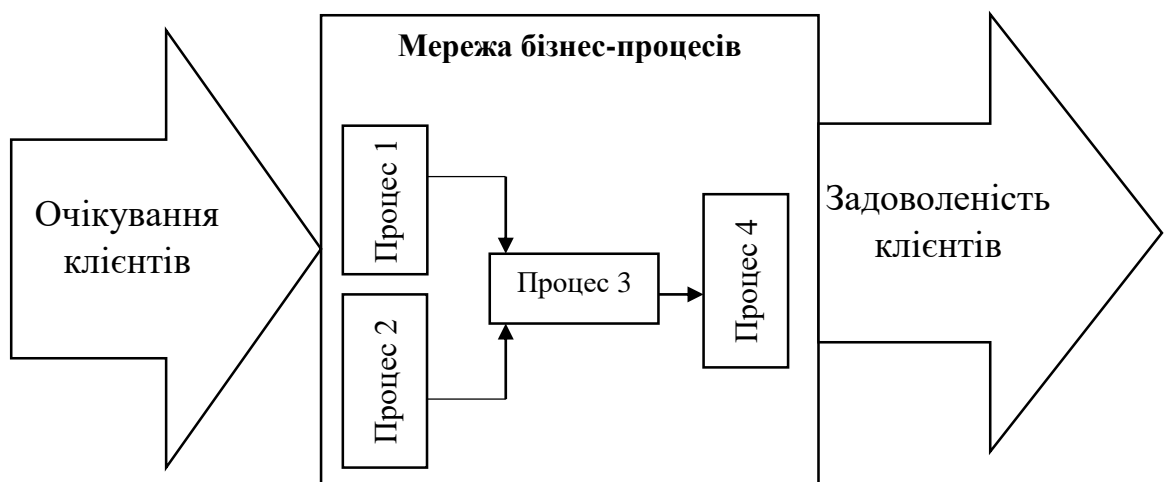 Мережа бізнес-процесів
Очікування
клієнтів
Процес 1
Процес 2
Процес 3
Процес 4
Задоволеність
клієнтів